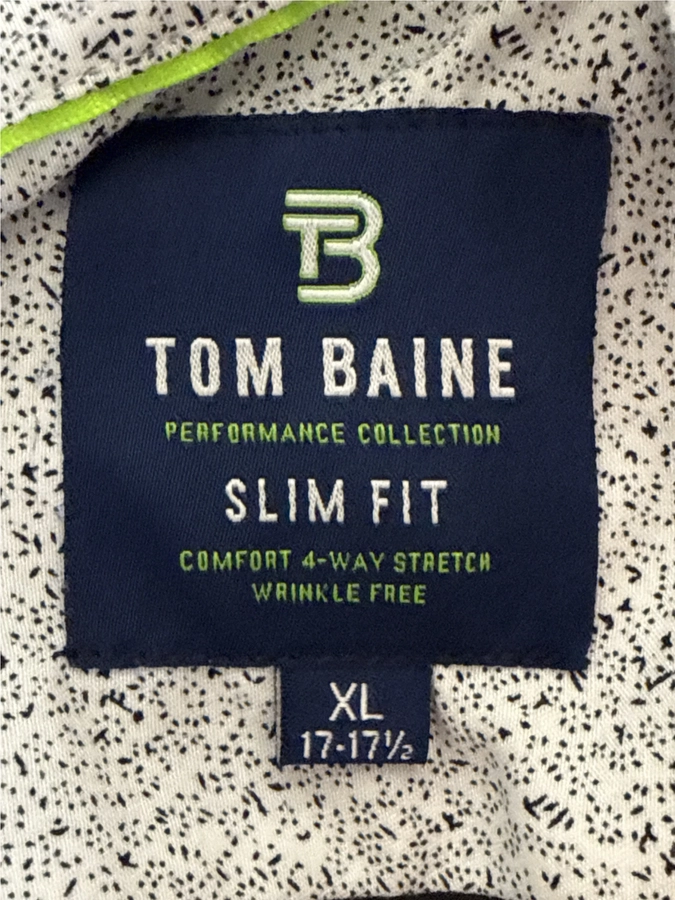 TB
TOM BAINE
PERFORMANCE COLLECTION
SLIM FIT
COMFORT 4-WAY STRETCH
WRINKLE FREE
XL
17-17½